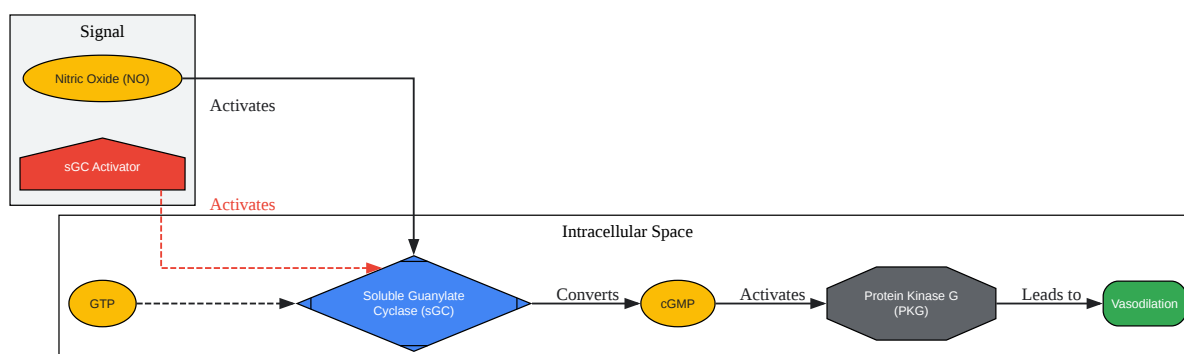 Signal
Nitric Oxide (NO)
Activates
sGC Activator
Activates
Intracellular Space
GTP
Soluble Guanylate
Cyclase (sGC)
Converts
cGMP
Activates
Protein Kinase G
(PKG)
Leads to
Vasodilation